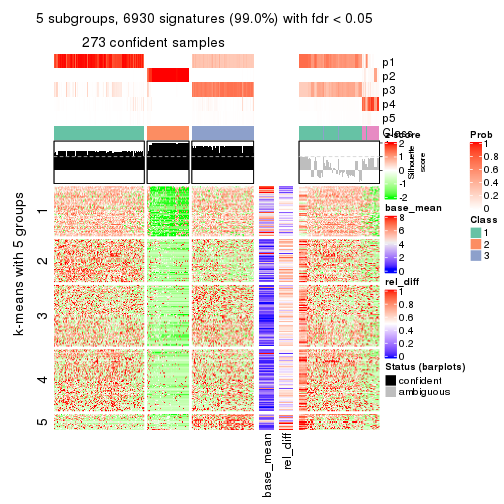 5 subgroups, 6930 signatures (99.0%) with fdr < 0.05
273 confident samples
p1
p2
p3
p4
p5
Class
k-means with 5 groups
1
2
3
4
5
base_mean
rel_diff
Silhouette
score
z-score
2
1
0
-1
-2
base_mean
8
6
4
2
0
rel_diff
1
0.8
0.6
0.4
0.2
0
Status (barplots)
confident
ambiguous
Prob
1
0.8
0.6
0.4
0.2
0
Class
1
2
3